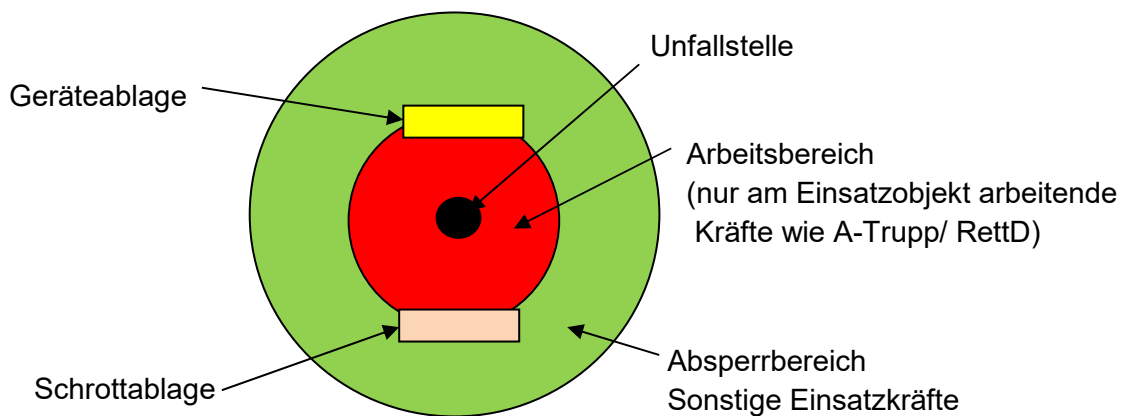 Unfallstelle
Geräteablage
Arbeitsbereich
(nur am Einsatzobjekt arbeitende
Kräfte wie A-Trupp/ RettD)
Absperrbereich
Sonstige Einsatzkräfte
Schrottablage